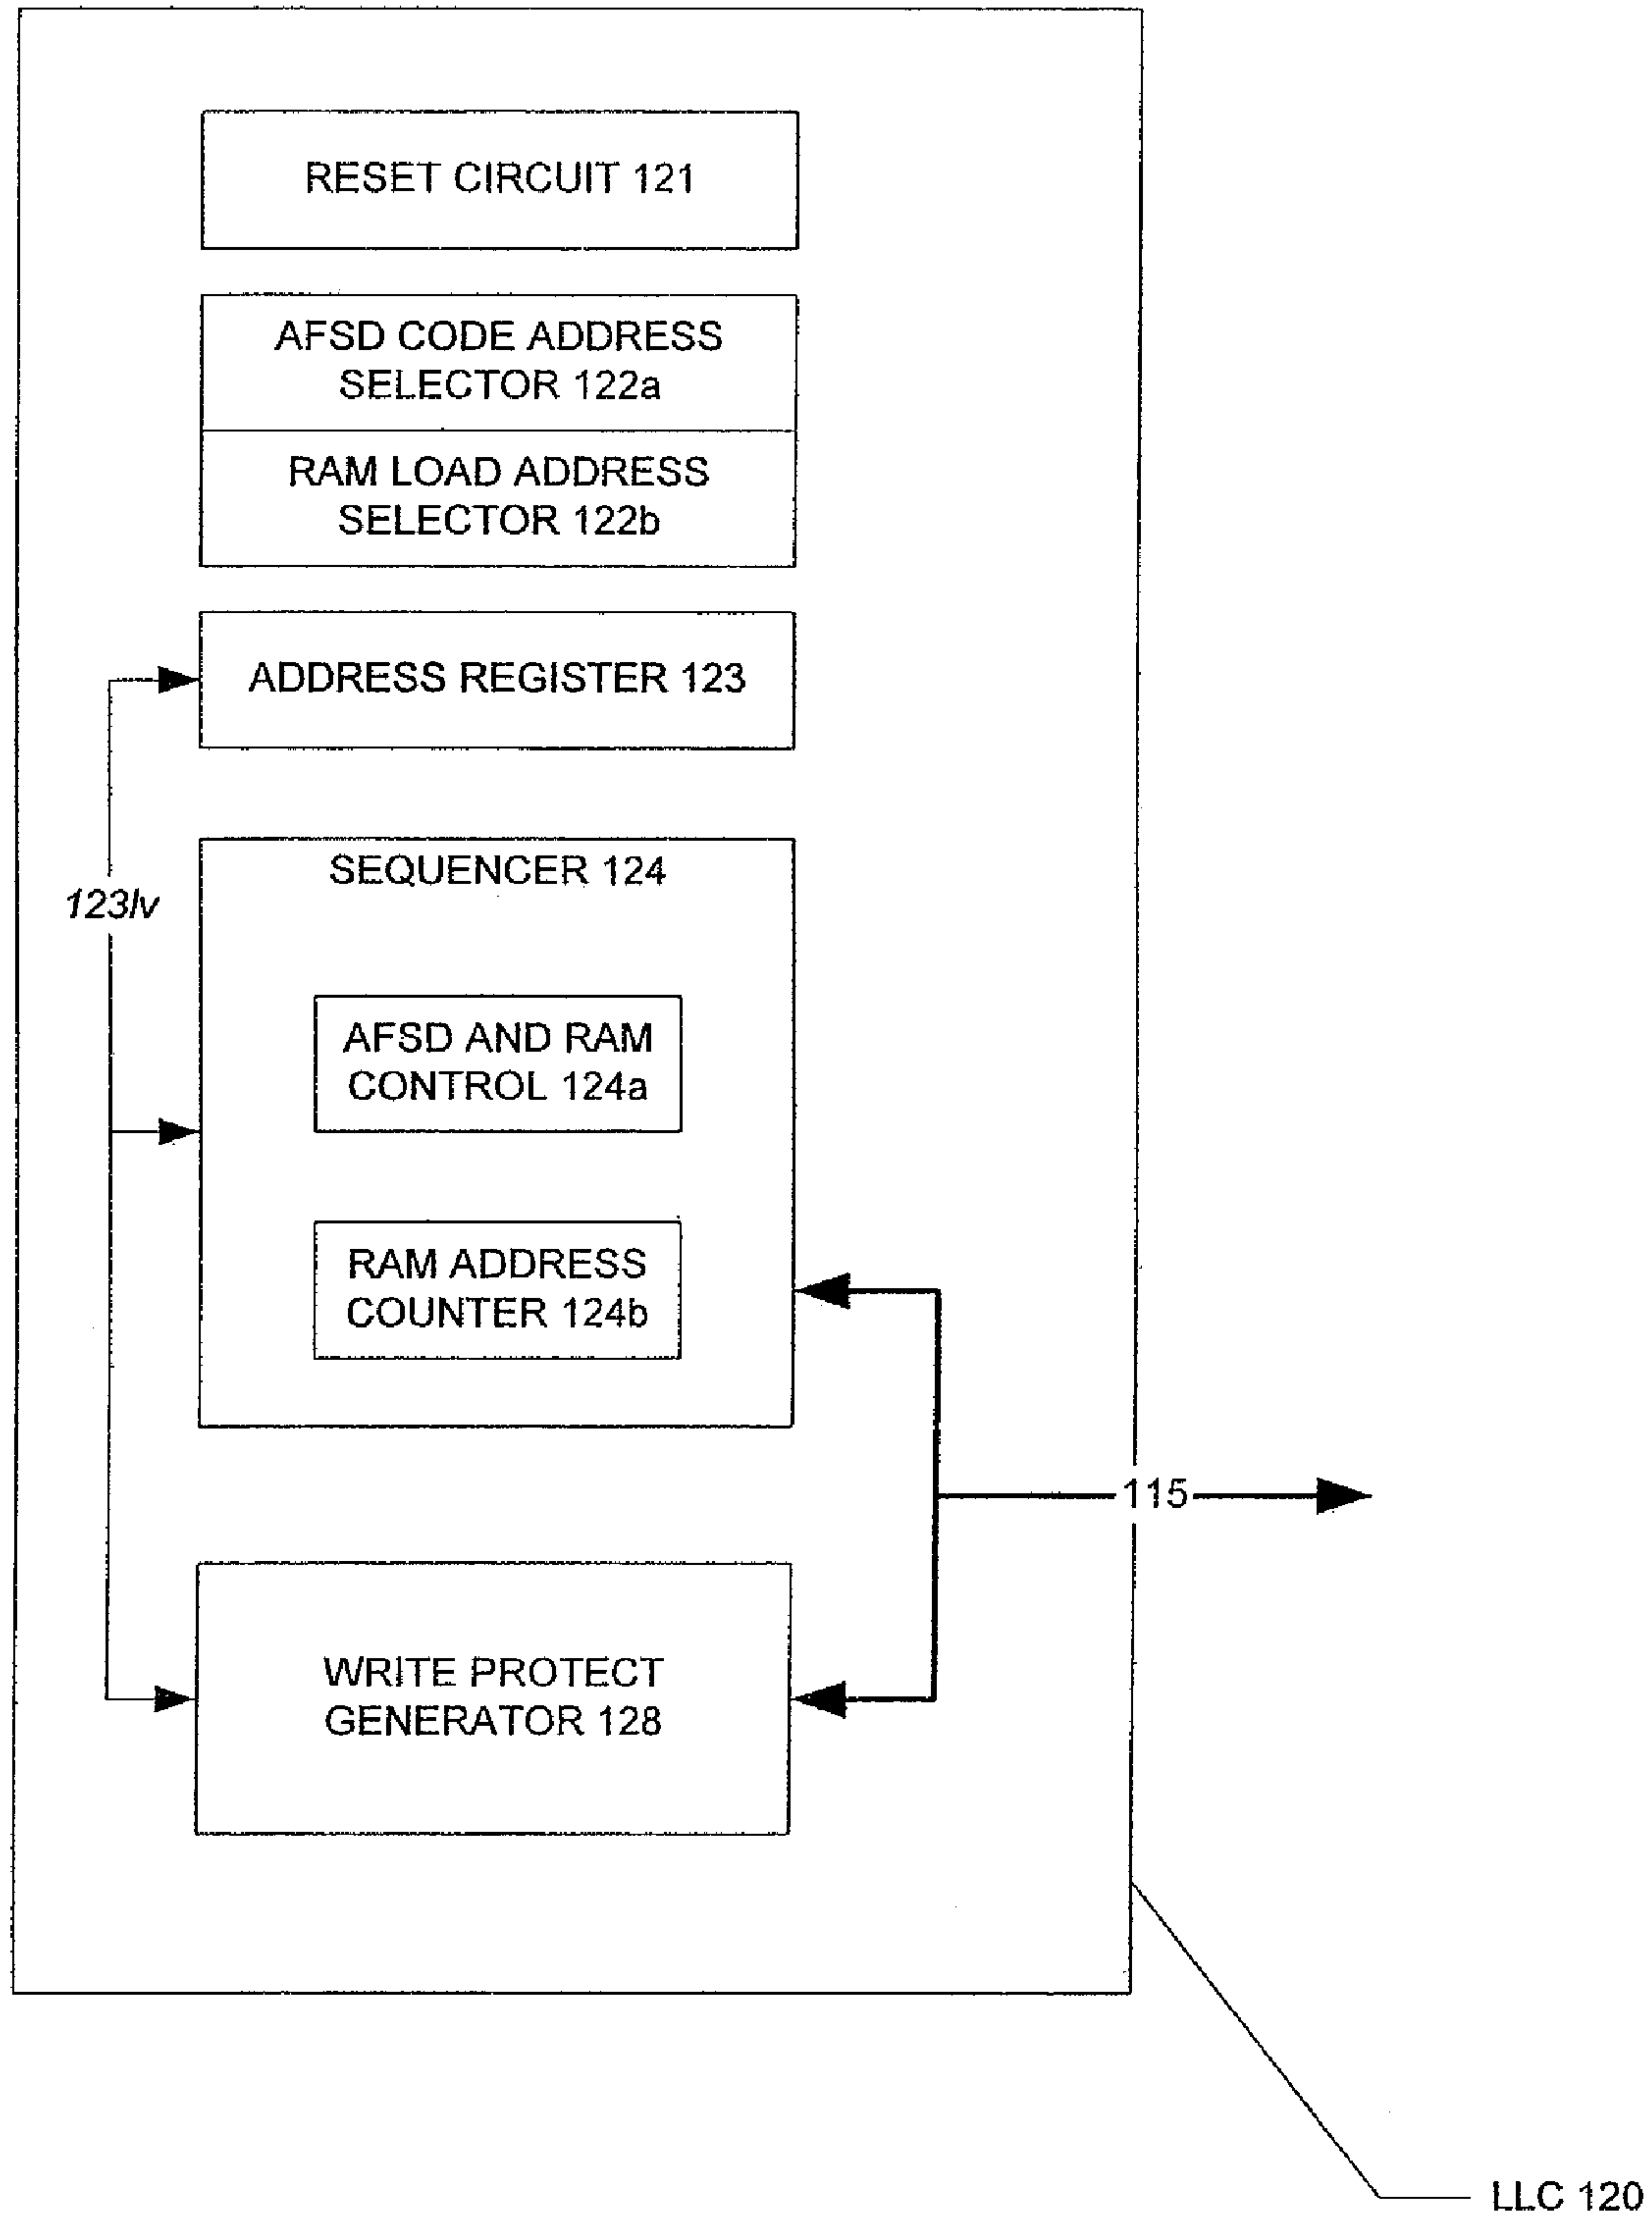 RESET CIRCUIT 121
AFSD CODE ADDRESS
SELECTOR 122a
RAM LOAD ADDRESS
SELECTOR 122b
ADDRESS REGISTER 123
SEQUENCER 124
123lv
AFSD AND RAM
CONTROL 124a
RAM ADDRESS
COUNTER 124b
115
WRITE PROTECT
GENERATOR 128
LLC 120